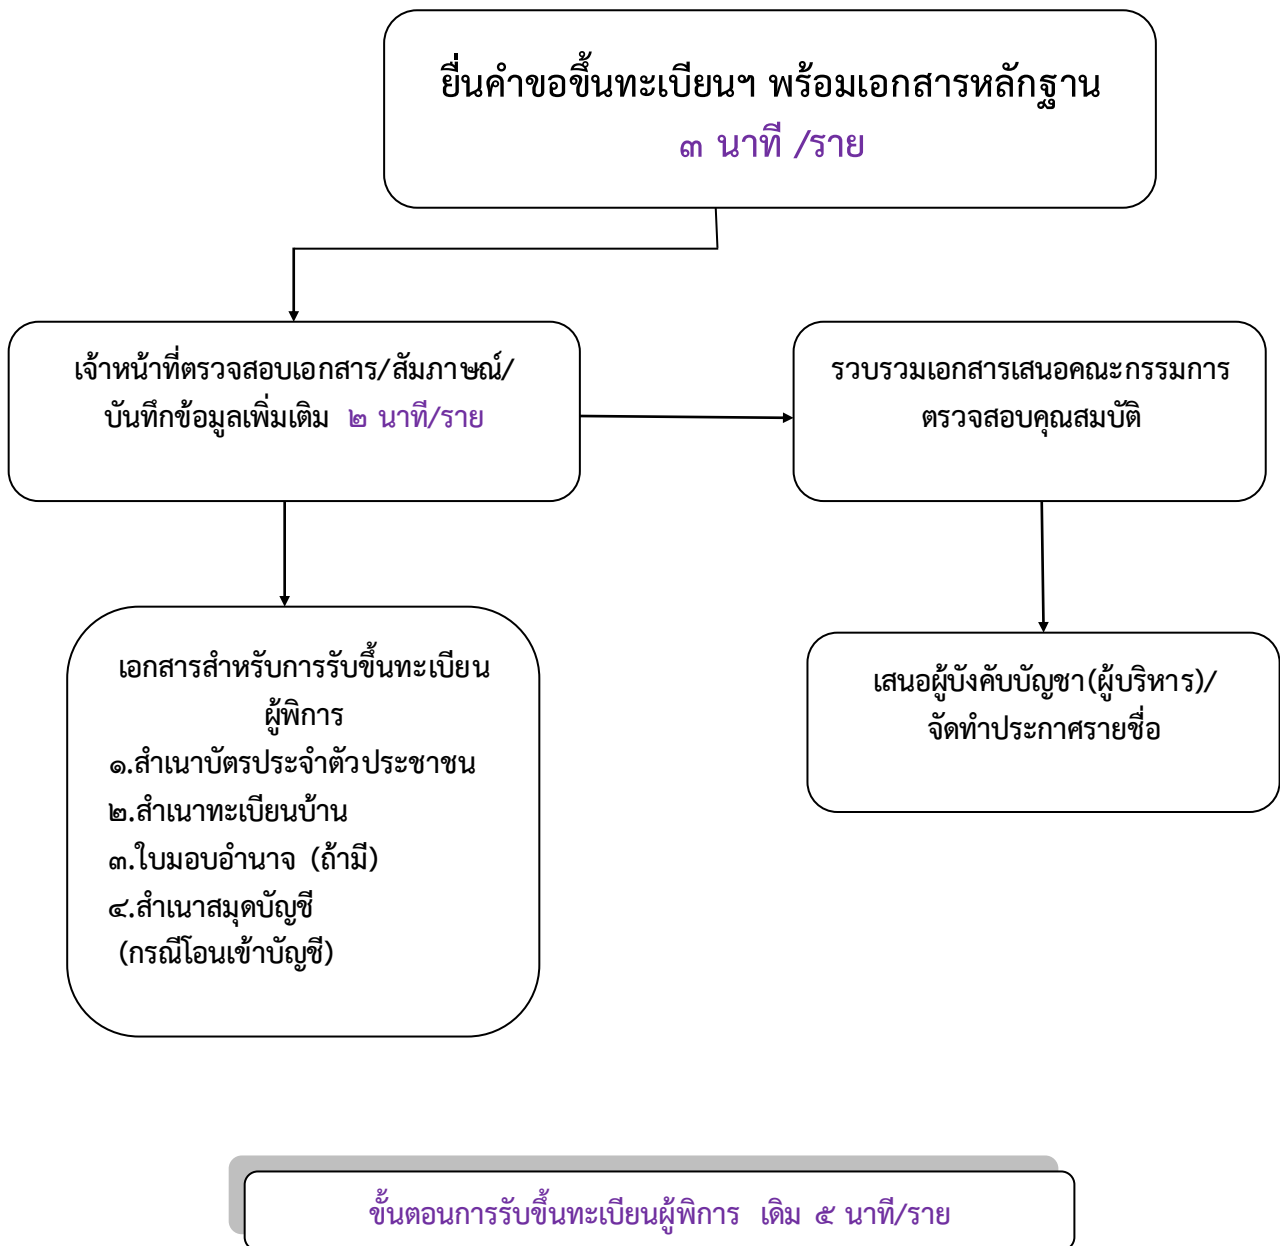 ยื่นคำขอขึ้นทะเบียนฯ พร้อมเอกสารหลักฐาน
๓ นาที /ราย
เจ้าหน้าที่ตรวจสอบเอกสาร/สัมภาษณ์/
บันทึกข้อมูลเพิ่มเติม ๒ นาที/ราย
รวบรวมเอกสารเสนอคณะกรรมการ
ตรวจสอบคุณสมบัติ
เอกสารสำหรับการรับขึ้นทะเบียน
ผู้พิการ
๑.สำเนาบัตรประจำตัวประชาชน
๒.สำเนาทะเบียนบ้าน
๓.ใบมอบอำนาจ (ถ้ามี)
๔.สำเนาสมุดบัญชี
(กรณีโอนเข้าบัญชี)
เสนอผู้บังคับบัญชา(ผู้บริหาร)/
จัดทำประกาศรายชื่อ
ขั้นตอนการรับขึ้นทะเบียนผู้พิการ เดิม ๕ นาที/ราย